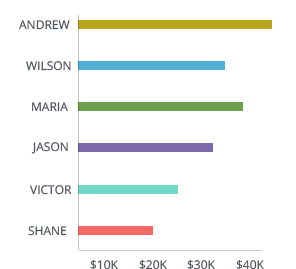 ANDREW
WILSON
MARIA
JASON
VICTOR
SHANE
$10K $20K $30K $40K